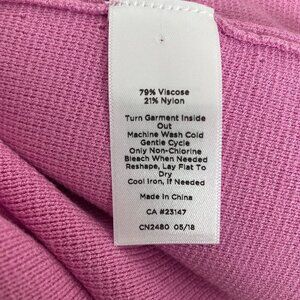 79% Viscose
21% Nylon
Turn Garment Inside
Out
Machine Wash Cold
Gentle Cycle
Only Non-Chlorine
Bleach When Needed
Reshape, Lay Flat To
Dry
Cool Iron, If Needed
Made In China
CA #23147
CN2480 05/18